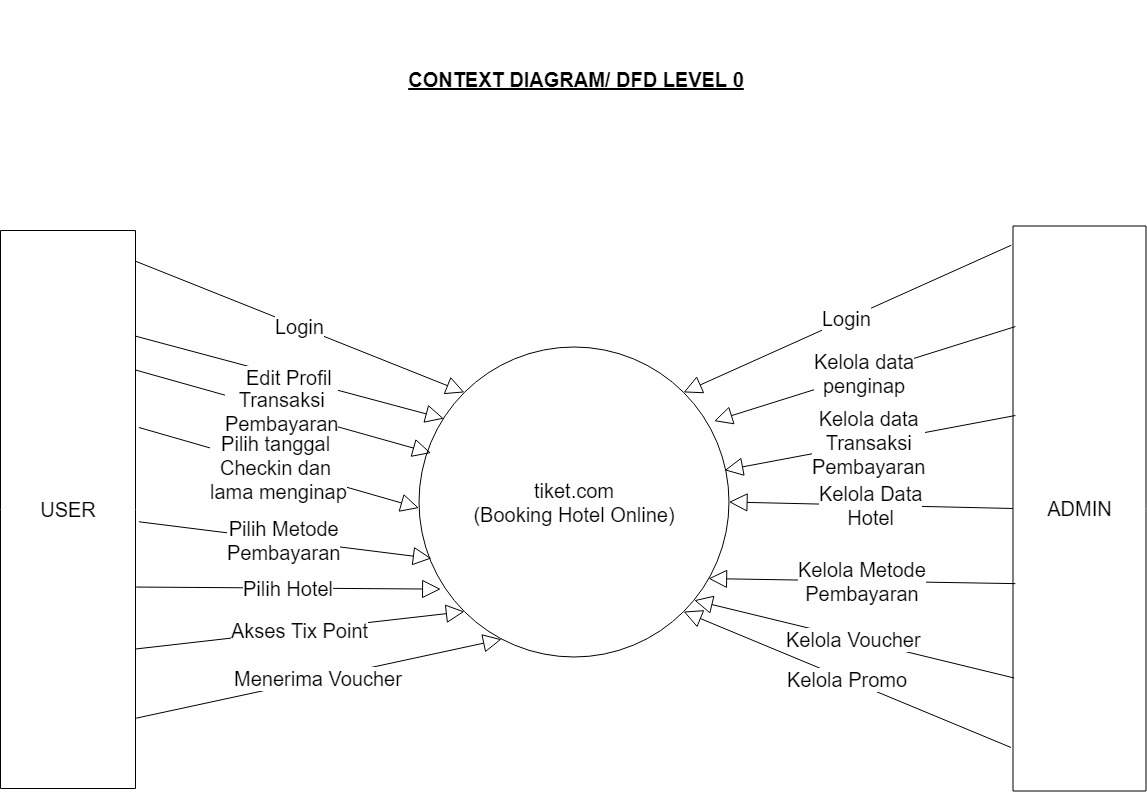 CONTEXT DIAGRAM/ DFD LEVEL 0
USER
Login
Edit Profil
Transaksi
Pembayaran
Pilih tanggal
Checkin dan
lama menginap
Pilih Metode
Pembayaran
Pilih Hotel
Akses Tix Point
Menerima Voucher
tiket.com
(Booking Hotel Online)
Login
Kelola data
penginap
Kelola data
Transaksi
Pembayaran
Kelola Data
Hotel
Kelola Metode
Pembayaran
Kelola Voucher
Kelola Promo
ADMIN